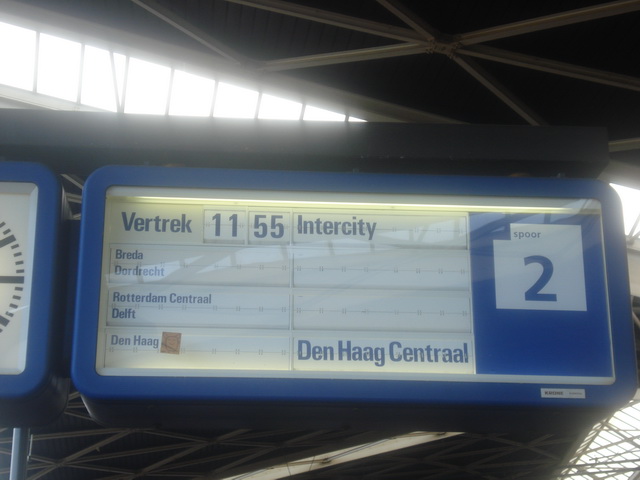 Vertrek 11 55 Intercity
Breda
Dordrecht
Rotterdam Centraal
Delft
Den Haag
Den Haag Centraal
spoor
2